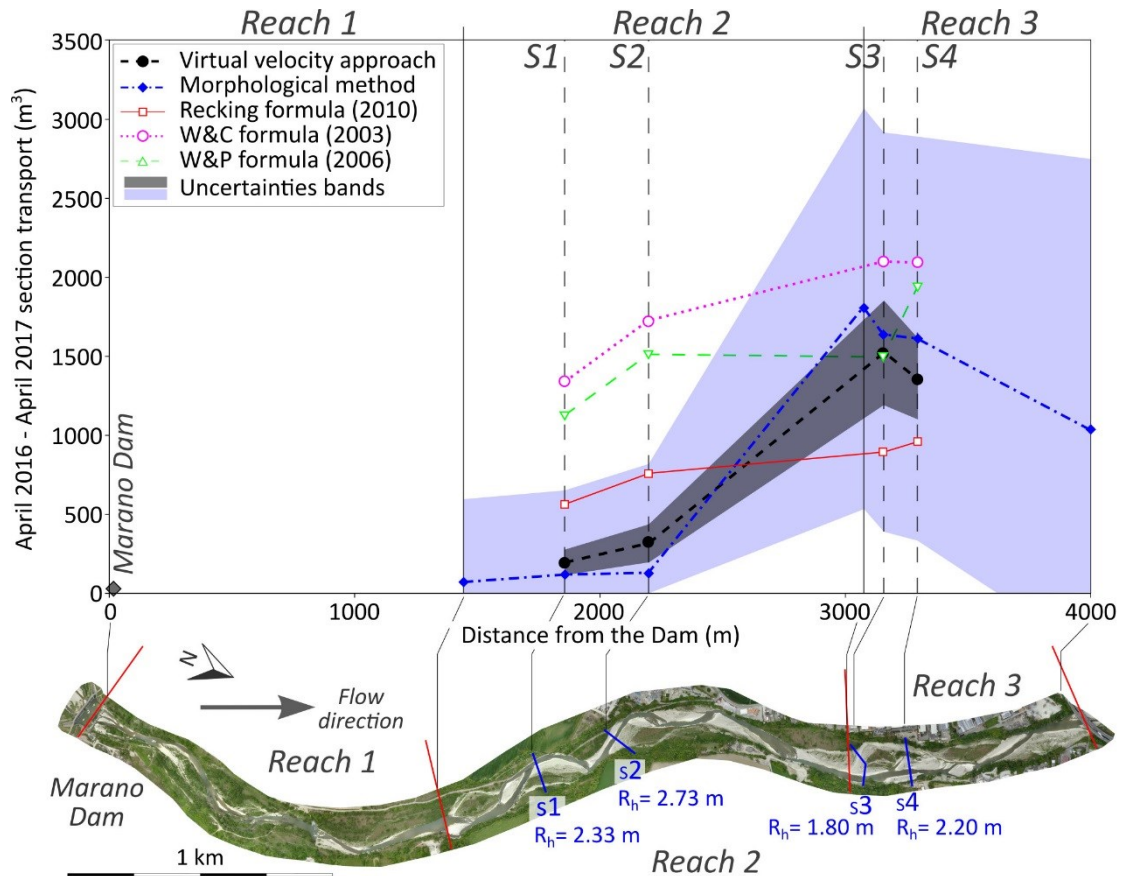 Reach 1
Reach 2
Reach 3
S1
S2
S3
S4
April 2016 - April 2017 section transport (m³)
3500
3000
2500
2000
1500
1000
500
0
Virtual velocity approach
Morphological method
Recking formula (2010)
W&C formula (2003)
W&P formula (2006)
Uncertainties bands
Marano Dam
0
1000
2000
3000
4000
Distance from the Dam (m)
N
Flow
direction
Reach 1
Reach 3
Marano
Dam
s1
Rh= 2.33 m
s2
Rh= 2.73 m
s3
Rh= 1.80 m
s4
Rh= 2.20 m
Reach 2
1 km